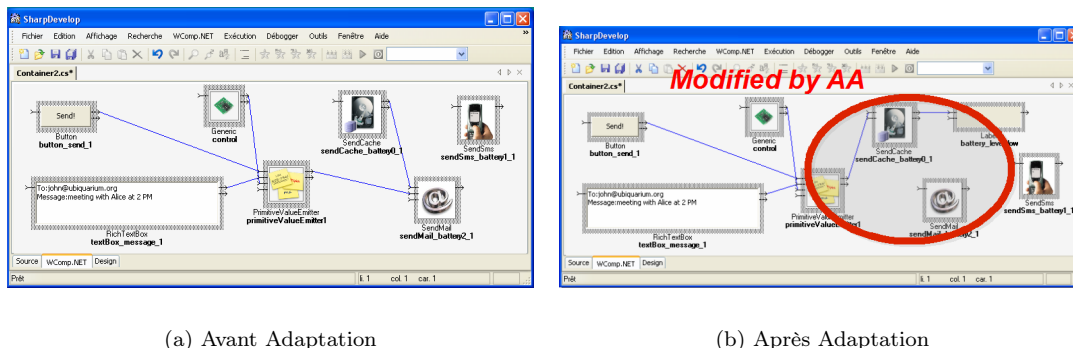 SharpDevelop
Fichier Edition Affichage Recherche WComp.NET Exécution Débogger Outils Fenêtre Aide
Container2.cs*
Send!
Button
button_send_1
Generic
control
SendCache
sendCache_battery0_1
SendSms
sendSms_battery1_1
To:john@ubiquarium.org
Message:meeting with Alice at 2 PM
PrimitiveValueEmitter
primitiveValueEmitter1
RichTextBox
textBox_message_1
SendMail
sendMail_battery2_1
Source WComp.NET Design
Prêt li. 1 col. 1 car. 1
(a) Avant Adaptation
SharpDevelop
Fichier Edition Affichage Recherche WComp.NET Exécution Débogger Outils Fenêtre Aide
Container2.cs*
Modified by AA
Send!
Button
button_send_1
Generic
control
SendCache
sendCache_battery0_1
Label
SendSms
sendSms_battery1_1
To:john@ubiquarium.org
Message:meeting with Alice at 2 PM
PrimitiveValueEmitter
RichTextBox
textBox_message_1
Source WComp.NET Design
Prêt li. 1 col. 1 car. 1
(b) Après Adaptation